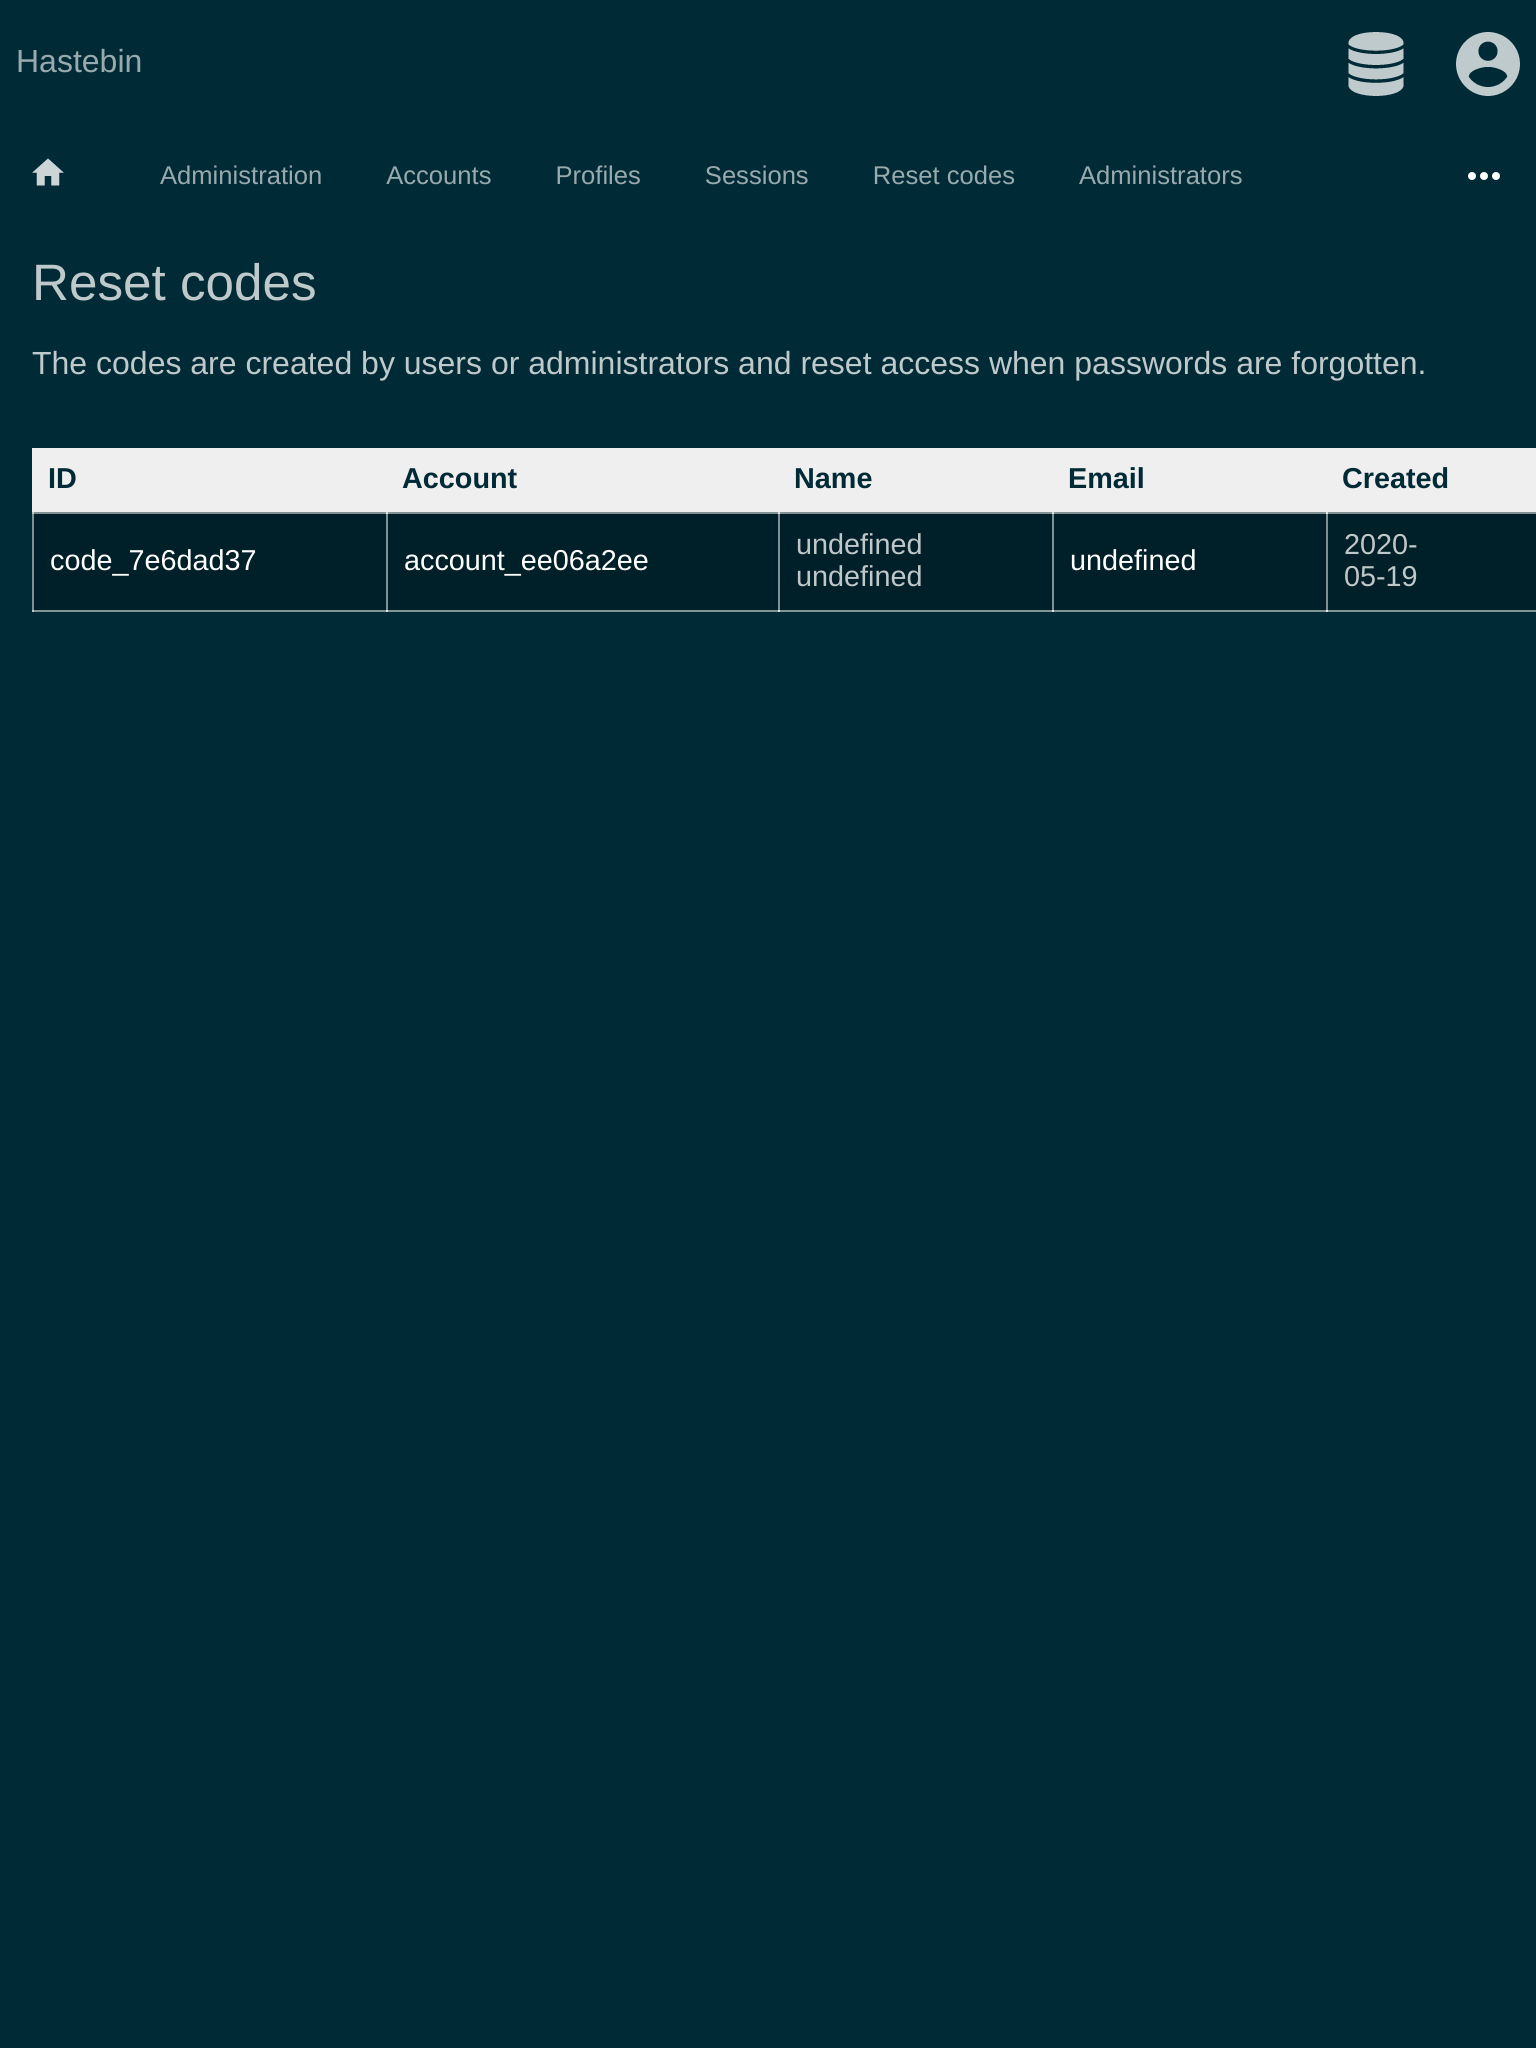 Hastebin
Administration Accounts Profiles Sessions Reset codes Administrators
Reset codes
The codes are created by users or administrators and reset access when passwords are forgotten.
ID Account Name Email Created
code_7e6dad37 account_ee06a2ee undefined undefined undefined 2020-05-19